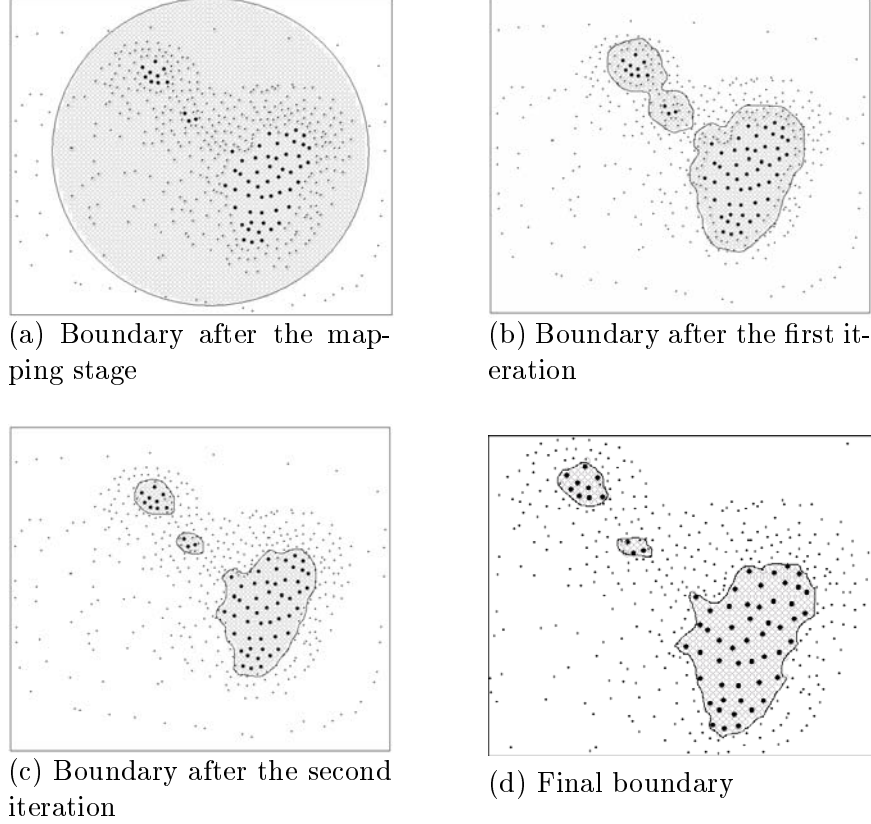 (a) Boundary after the map-
ping stage
(b) Boundary after the first it-
eration
(c) Boundary after the second
iteration
(d) Final boundary